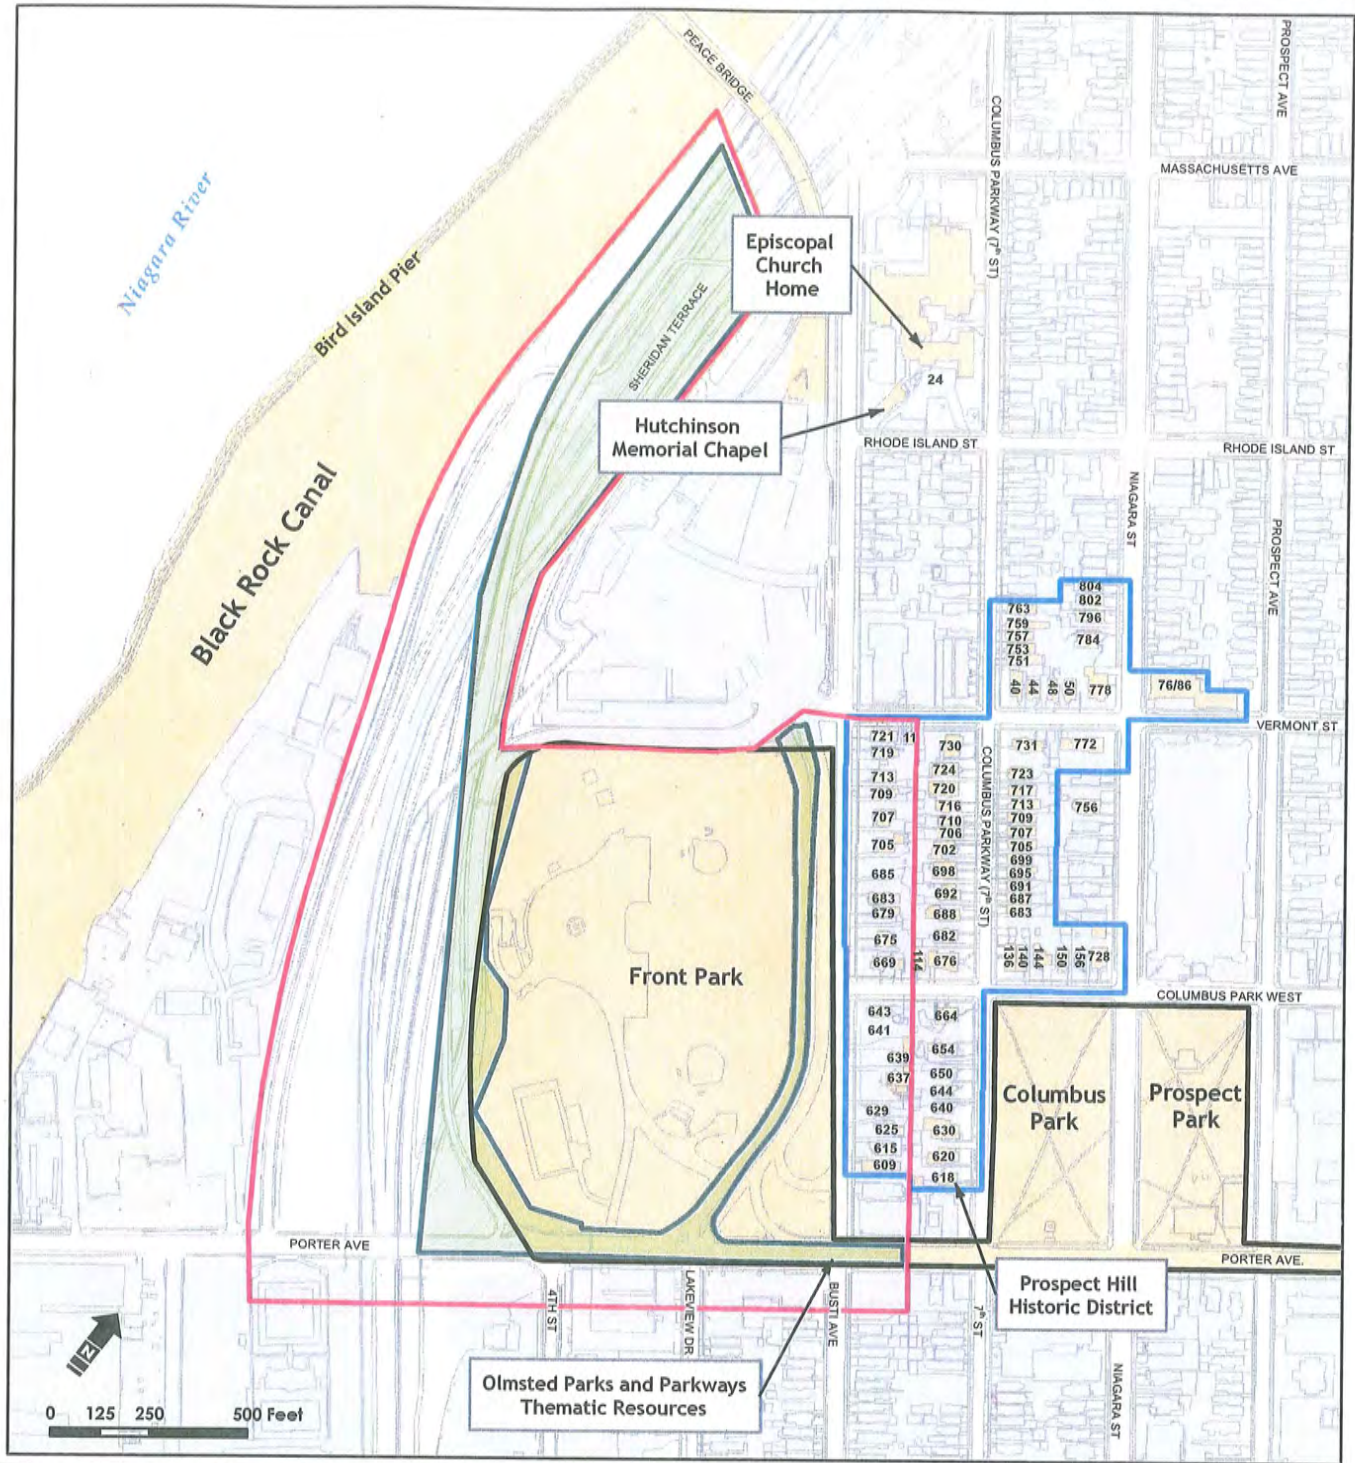 PEACE BRIDGE
PROSPECT AVE
COLUMBUS PARKWAY (7th ST)
MASSACHUSETTS AVE
Niagara River
Bird Island Pier
Episcopal
Church
Home
SHERIDAN TERRACE
24
Hutchinson
Memorial Chapel
RHODE ISLAND ST
RHODE ISLAND ST
Black Rock Canal
NIAGARA ST
PROSPECT AVE
804
802
796
784
763
759
757
753
751
40
44
48
50
778
76/86
VERMONT ST
721
11
719
713
709
707
705
685
683
679
675
669
114
730
724
720
716
710
706
702
698
692
688
682
676
COLUMBUS PARKWAY (7th ST)
731
772
723
717
713
709
707
705
699
695
691
687
683
756
136
140
144
150
156
728
Front Park
COLUMBUS PARK WEST
643
641
639
637
629
625
615
609
664
654
650
644
640
630
620
618
Columbus
Park
Prospect
Park
PORTER AVE
PORTER AVE.
Prospect Hill
Historic District
4TH ST
LAKEVIEW DR
BUSTI AVE
7th ST
NIAGARA ST
Olmsted Parks and Parkways
Thematic Resources
N
0 125 250 500 Feet